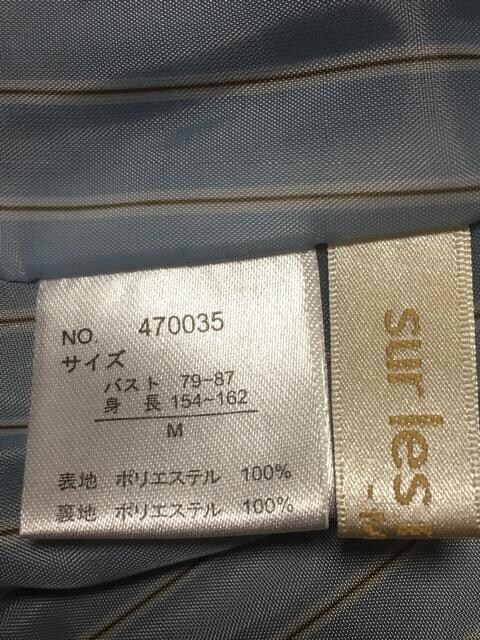 NO. 470035
サイズ
バスト 79-87
身 長 154-162
M
表地 ポリエステル 100%
裏地 ポリエステル 100%
sur les